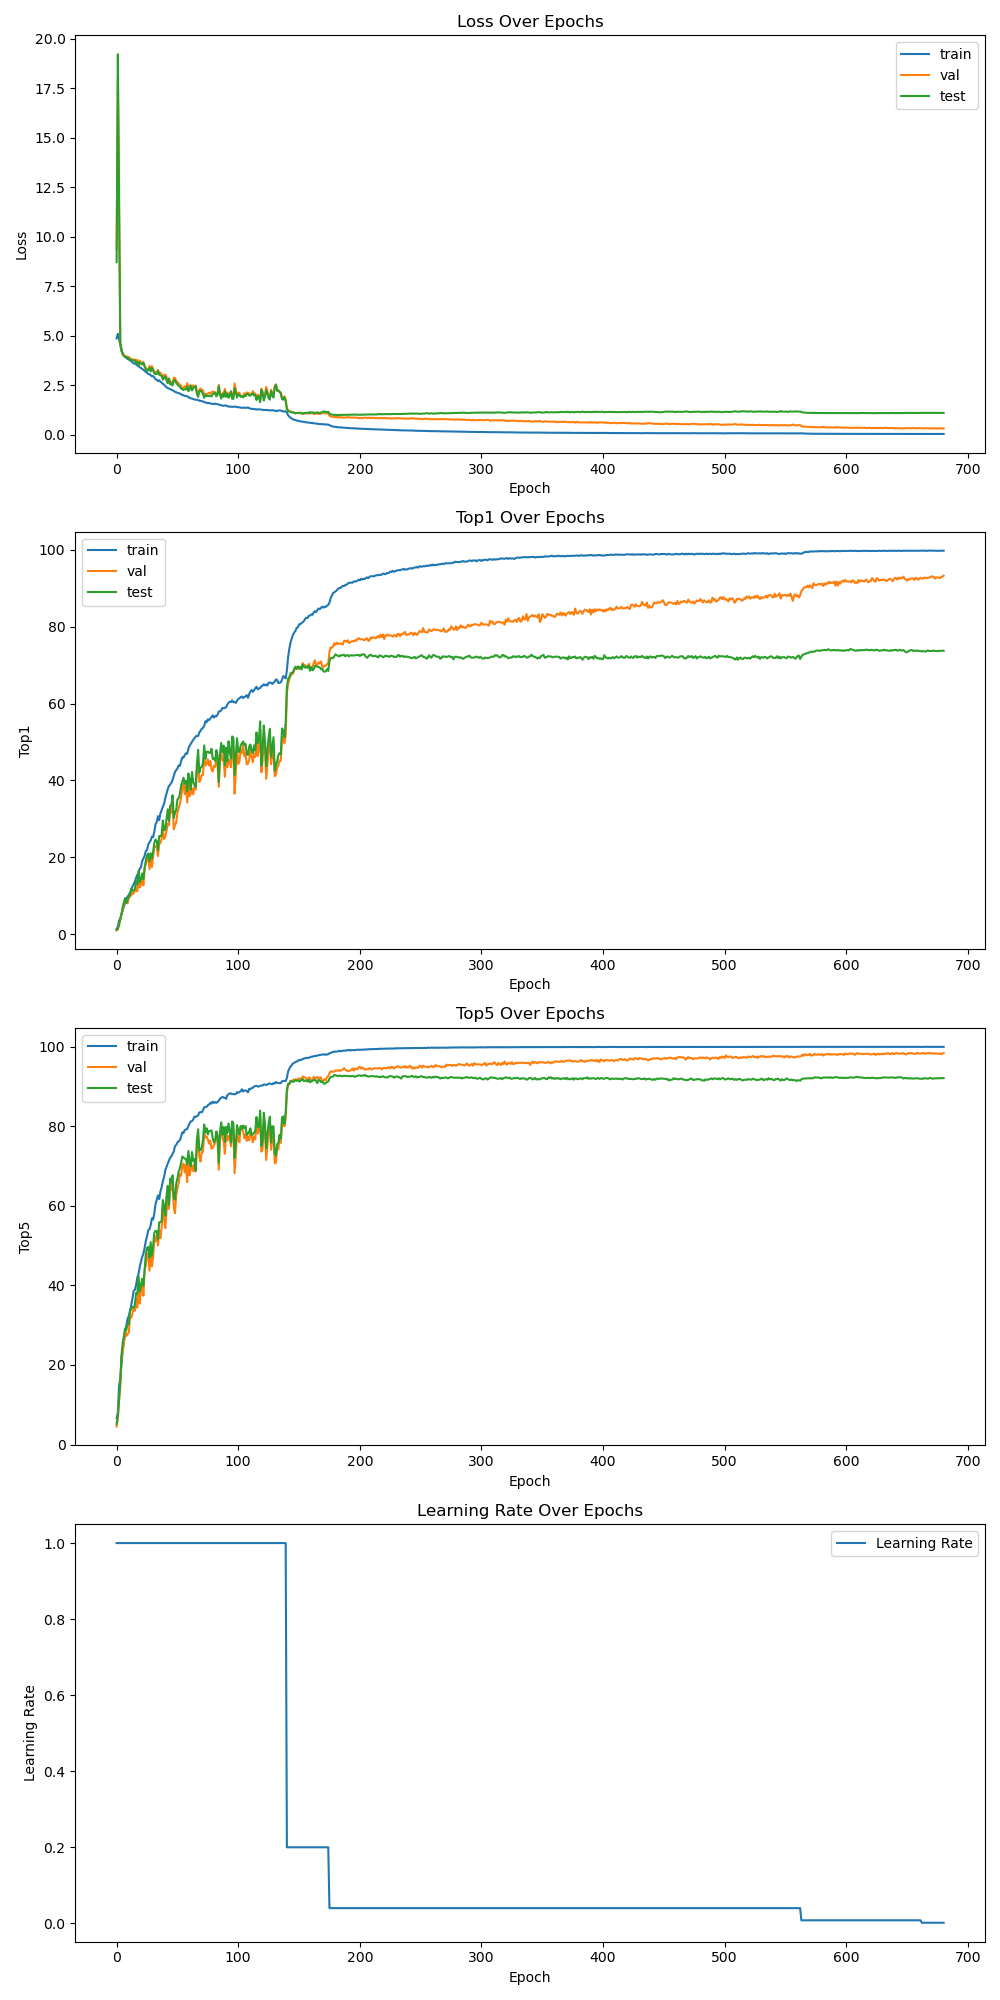 Loss Over Epochs
20.0
17.5
15.0
12.5
10.0
7.5
5.0
2.5
0.0
Loss
train
val
test
0 100 200 300 400 500 600 700
Epoch
Top1 Over Epochs
100
80
60
40
20
0
Top1
train
val
test
0 100 200 300 400 500 600 700
Epoch
Top5 Over Epochs
100
80
60
40
20
0
Top5
train
val
test
0 100 200 300 400 500 600 700
Epoch
Learning Rate Over Epochs
1.0
0.8
0.6
0.4
0.2
0.0
Learning Rate
Learning Rate
0 100 200 300 400 500 600 700
Epoch